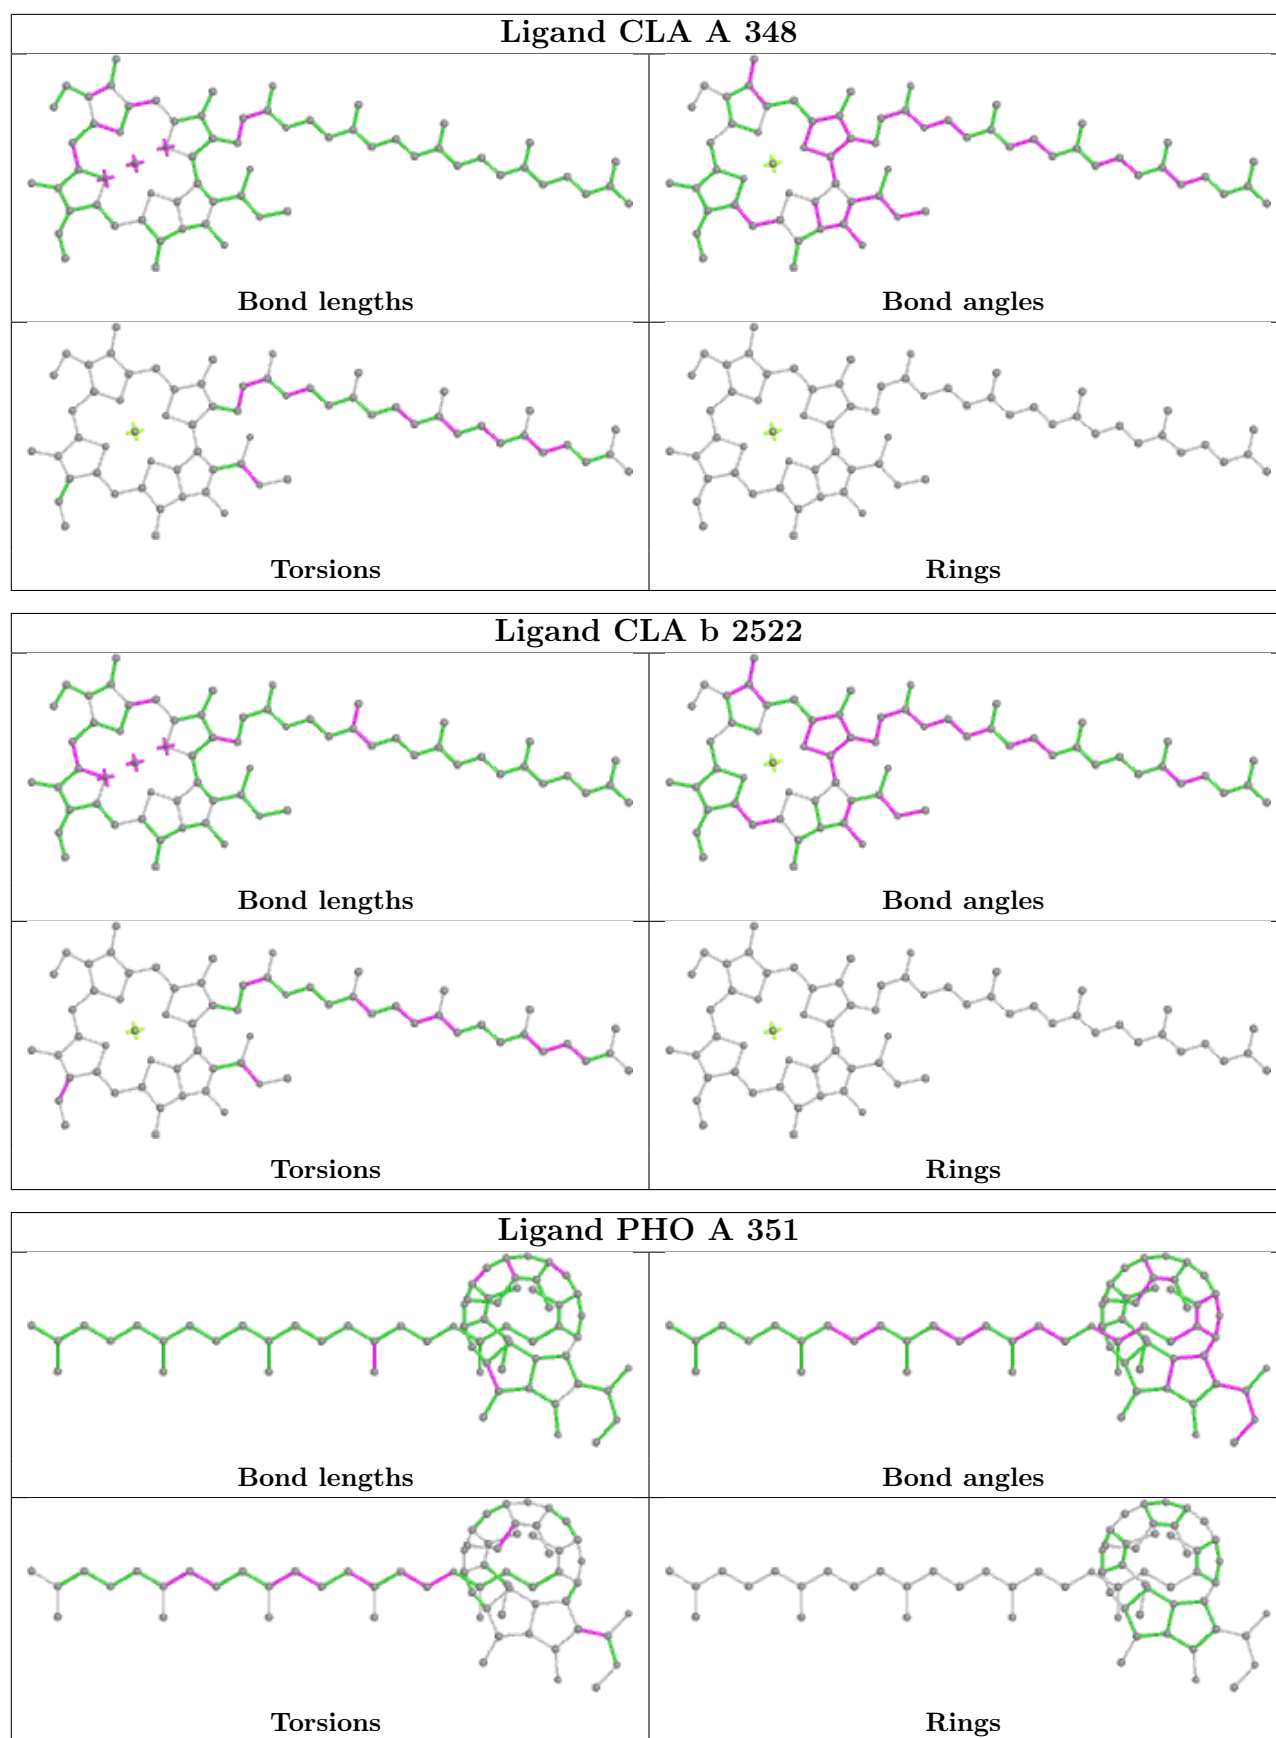 Ligand CLA A 348
Bond lengths
Bond angles
Torsions
Rings
Ligand CLA b 2522
Bond lengths
Bond angles
Torsions
Rings
Ligand PHO A 351
Bond lengths
Bond angles
Torsions
Rings